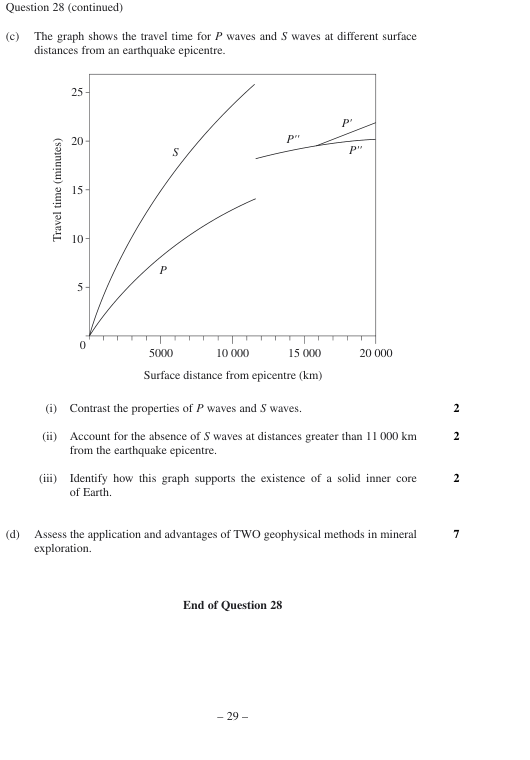 Question 28 (continued)
(c) The graph shows the travel time for P waves and S waves at different surface
distances from an earthquake epicentre.
25
20
15
10
5
0
Travel time (minutes)
S
P
P''
P'
P''
5000 10 000 15 000 20 000
Surface distance from epicentre (km)
(i) Contrast the properties of P waves and S waves. 2
(ii) Account for the absence of S waves at distances greater than 11 000 km 2
from the earthquake epicentre.
(iii) Identify how this graph supports the existence of a solid inner core 2
of Earth.
(d) Assess the application and advantages of TWO geophysical methods in mineral 7
exploration.
End of Question 28
– 29 –